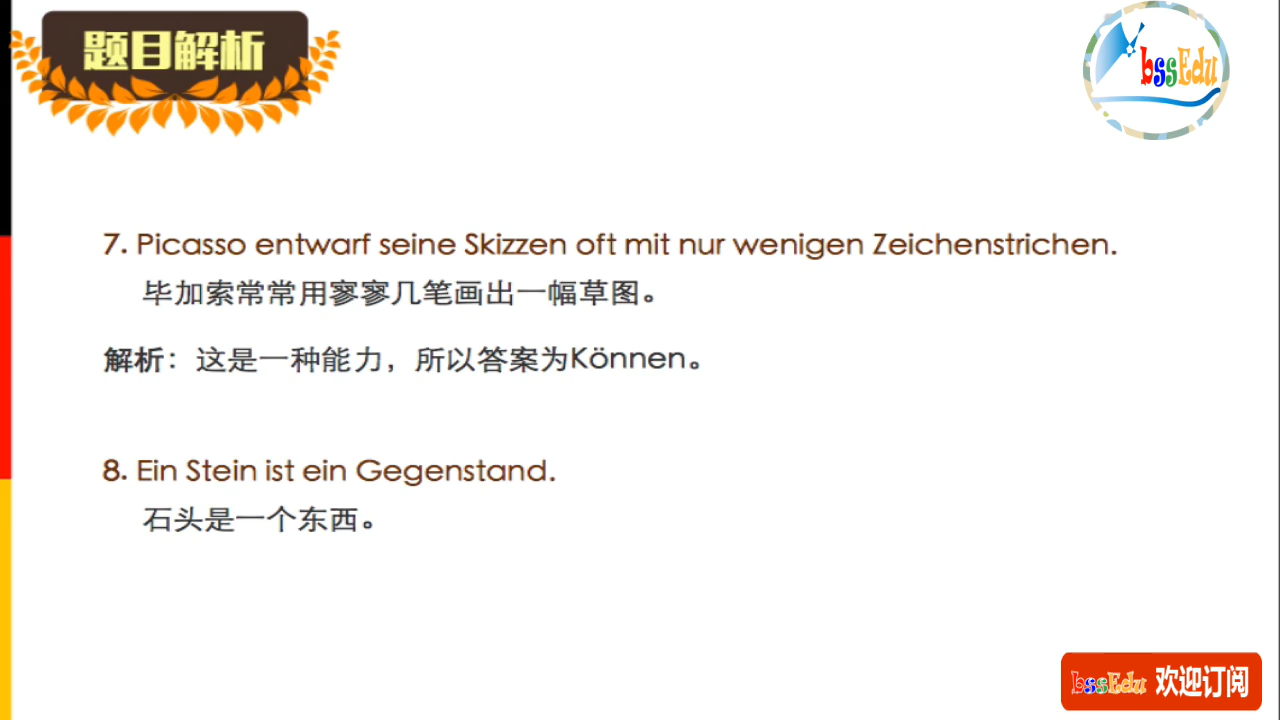 题目解析
bssEdu
7. Picasso entwarf seine Skizzen oft mit nur wenigen Zeichenstrichen.
毕加索常常用寥寥几笔画出一幅草图。
解析：这是一种能力，所以答案为Können。
8. Ein Stein ist ein Gegenstand.
石头是一个东西。
bssEdu 欢迎订阅